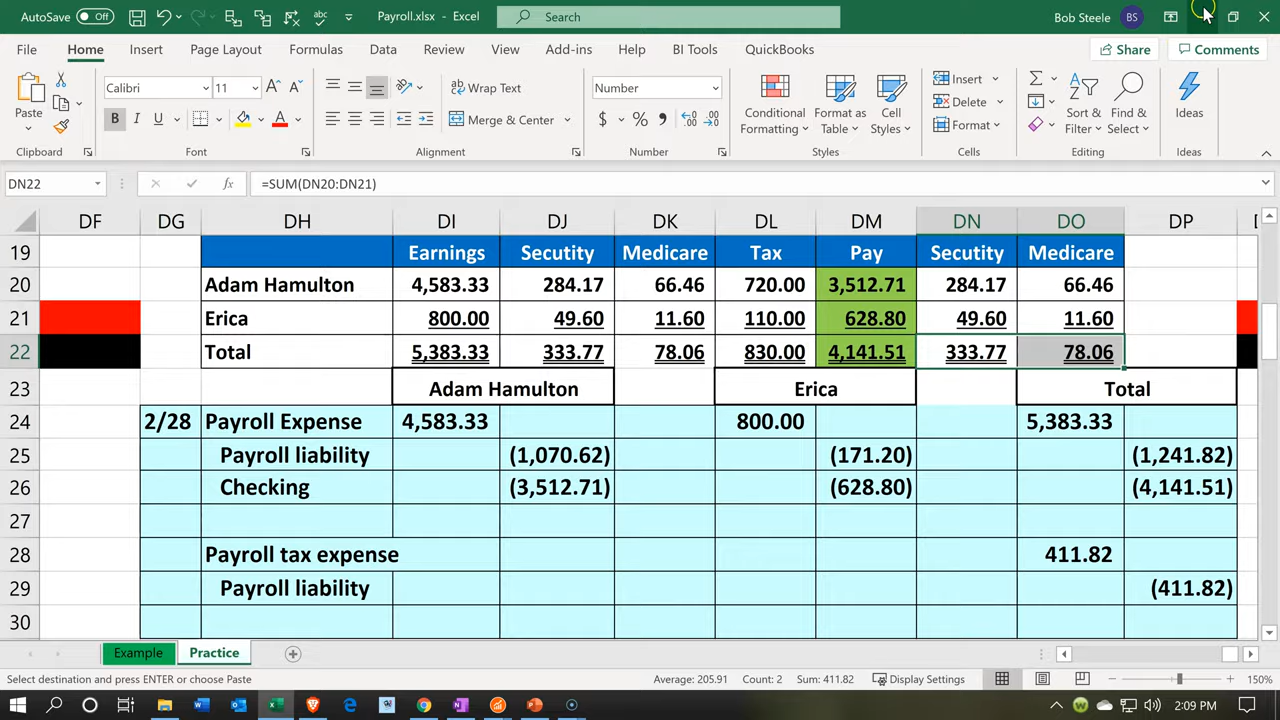 AutoSave Off Payroll.xlsx - Excel Search Bob Steele BS
File Home Insert Page Layout Formulas Data Review View Add-ins Help BI Tools QuickBooks Share Comments
Paste Calibri 11 Wrap Text Number Conditional Formatting Format as Table Cell Styles Insert Sort & Filter Find & Select Ideas
B I U A Merge & Center $ % Delete Format
Clipboard Font Alignment Number Styles Cells Editing Ideas
DN22 fx =SUM(DN20:DN21)
DF DG DH DI DJ DK DL DM DN DO DP
19 Earnings Secutity Medicare Tax Pay Secutity Medicare
20 Adam Hamulton 4,583.33 284.17 66.46 720.00 3,512.71 284.17 66.46
21 Erica 800.00 49.60 11.60 110.00 628.80 49.60 11.60
22 Total 5,383.33 333.77 78.06 830.00 4,141.51 333.77 78.06
23 Adam Hamulton Erica Total
24 2/28 Payroll Expense 4,583.33 800.00 5,383.33
25 Payroll liability (1,070.62) (171.20) (1,241.82)
26 Checking (3,512.71) (628.80) (4,141.51)
27
28 Payroll tax expense 411.82
29 Payroll liability (411.82)
30
Example Practice
Select destination and press ENTER or choose Paste Average: 205.91 Count: 2 Sum: 411.82 Display Settings 150%
2:09 PM